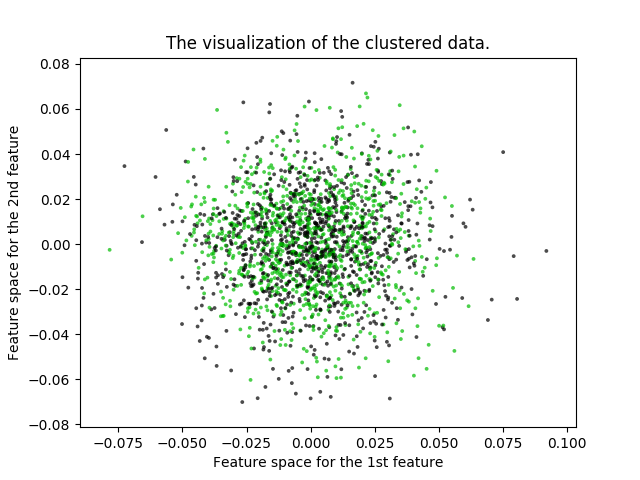 The visualization of the clustered data.
Feature space for the 2nd feature
0.08
0.06
0.04
0.02
0.00
−0.02
−0.04
−0.06
−0.08
−0.075 −0.050 −0.025 0.000 0.025 0.050 0.075 0.100
Feature space for the 1st feature